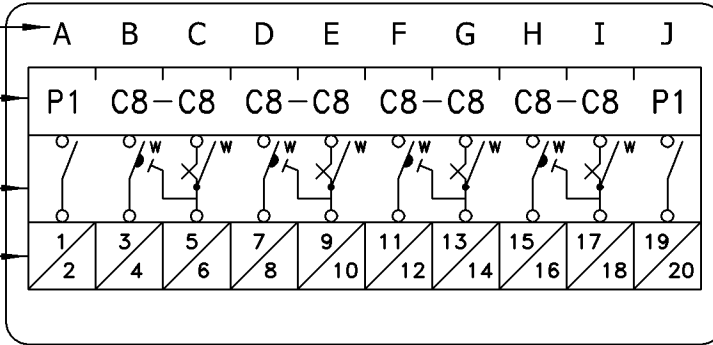 A B C D E F G H I J
P1 C8-C8 C8-C8 C8-C8 C8-C8 P1
W W W W W W W W
1 3 5 7 9 11 13 15 17 19
2 4 6 8 10 12 14 16 18 20